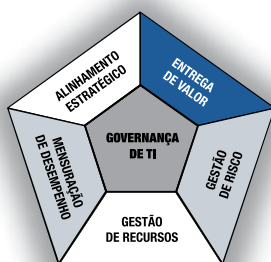 ALINHAMENTO
ESTRATÉGICO
ENTREGA
DE VALOR
MENSURAÇÃO
DE DESEMPENHO
GOVERNANÇA
DE TI
GESTÃO
DE RISCO
GESTÃO
DE RECURSOS